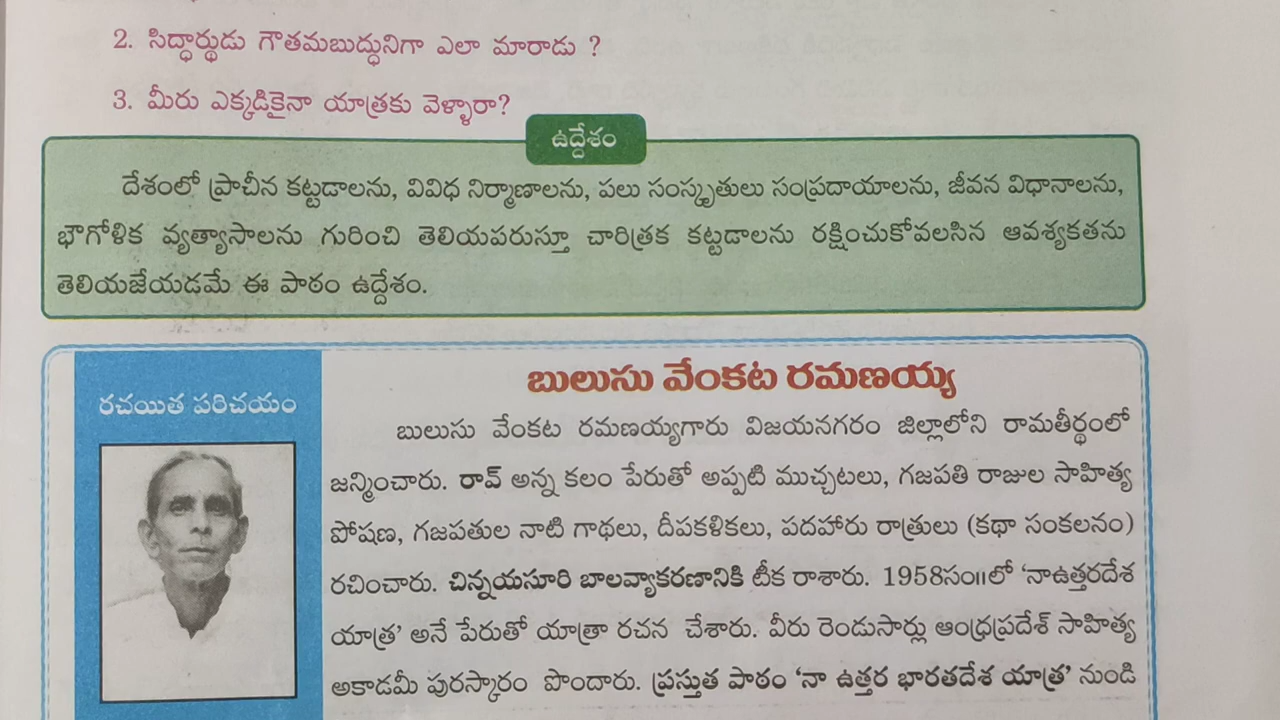 2. సిద్ధార్థుడు గౌతమబుద్ధునిగా ఎలా మారాడు ?
3. మీరు ఎక్కడికైనా యాత్రకు వెళ్ళారా?
ఉద్దేశం
దేశంలో ప్రాచీన కట్టడాలను, వివిధ నిర్మాణాలను, పలు సంస్కృతులు సంప్రదాయాలను, జీవన విధానాలను,
భౌగోళిక వ్యత్యాసాలను గురించి తెలియపరుస్తూ చారిత్రక కట్టడాలను రక్షించుకోవలసిన ఆవశ్యకతను
తెలియజేయడమే ఈ పాఠం ఉద్దేశం.
రచయిత పరిచయం
బులుసు వేంకట రమణయ్య
బులుసు వేంకట రమణయ్యగారు విజయనగరం జిల్లాలోని రామతీర్థంలో
జన్మించారు. రావ్ అన్న కలం పేరుతో అప్పటి ముచ్చటలు, గజపతి రాజుల సాహిత్య
పోషణ, గజపతుల నాటి గాథలు, దీపకళికలు, పదహారు రాత్రులు (కథా సంకలనం)
రచించారు. చిన్నయసూరి బాలవ్యాకరణానికి టీక రాశారు. 1958సం॥లో ‘నాఉత్తరదేశ
యాత్ర’ అనే పేరుతో యాత్రా రచన చేశారు. వీరు రెండుసార్లు ఆంధ్రప్రదేశ్ సాహిత్య
అకాడమీ పురస్కారం పొందారు. ప్రస్తుత పాఠం ‘నా ఉత్తర భారతదేశ యాత్ర’ నుండి